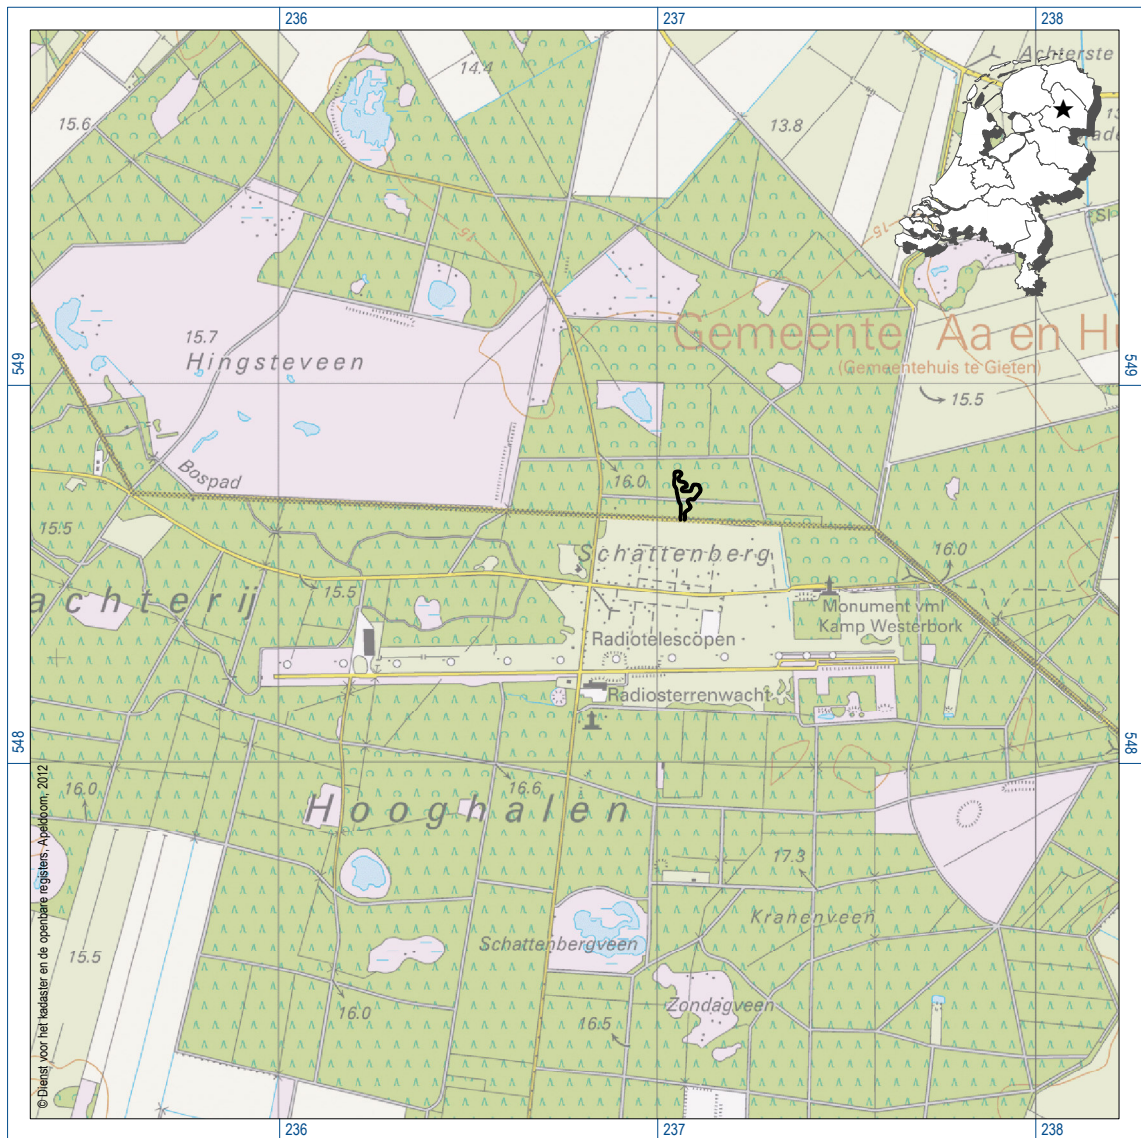 236
237
238
14.4
Achterste
15.6
13.8
15
15
Gemeente Aa en Hu
(Gemeentehuis te Gieten)
15.7
Hingsteveen
549
549
15.5
Bospad
16.0
15.5
Schattenberg
16.0
15.5
achterij
Monument vml
Kamp Westerbork
Radiotelescopen
Radiosterrenwacht
548
548
16.0
16.6
Hooghalen
17.3
Kranenveen
Schattenbergveen
15.5
Zondagveen
16.0
16.5
© Dienst voor het kadaster en de openbare registers, Apeldoorn, 2012
236
237
238